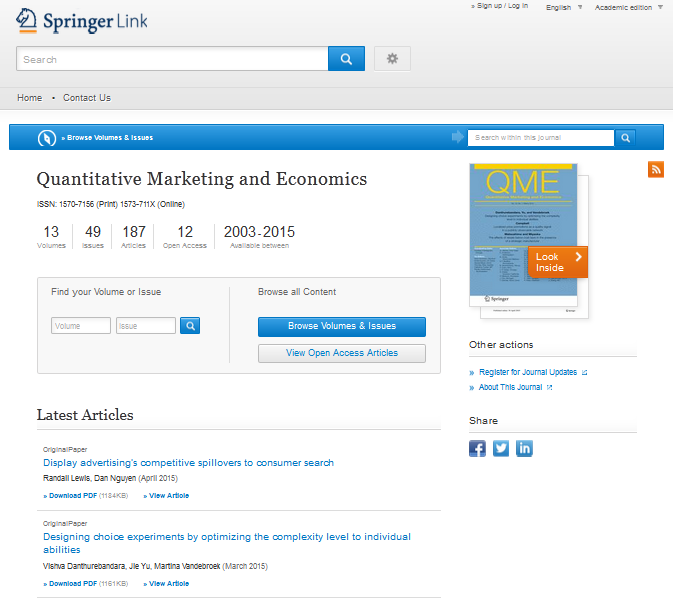 » Sign up / Log in English Academic edition
Springer Link
Search
Home • Contact Us
» Browse Volumes & Issues
Search within this journal
Quantitative Marketing and Economics
ISSN: 1570-7156 (Print) 1573-711X (Online)
13 49 187 12 2003-2015
Volumes Issues Articles Open Access Available between
QME
Quantitative Marketing and Economics
Look
Inside
Springer
Find your Volume or Issue
Volume Issue
Browse all Content
Browse Volumes & Issues
View Open Access Articles
Other actions
» Register for Journal Updates
» About This Journal
Share
Latest Articles
OriginalPaper
Display advertising's competitive spillovers to consumer search
Randall Lewis, Dan Nguyen (April 2015)
» Download PDF (1184KB) » View Article
OriginalPaper
Designing choice experiments by optimizing the complexity level to individual
abilities
Vishva Danthurebandara, Jie Yu, Martina Vandebroek (March 2015)
» Download PDF (1161KB) » View Article